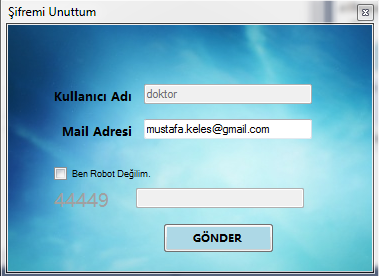 Şifremi Unuttum
Kullanıcı Adı doktor
Mail Adresi mustafa.keles@gmail.com
Ben Robot Değilim.
44449
GÖNDER